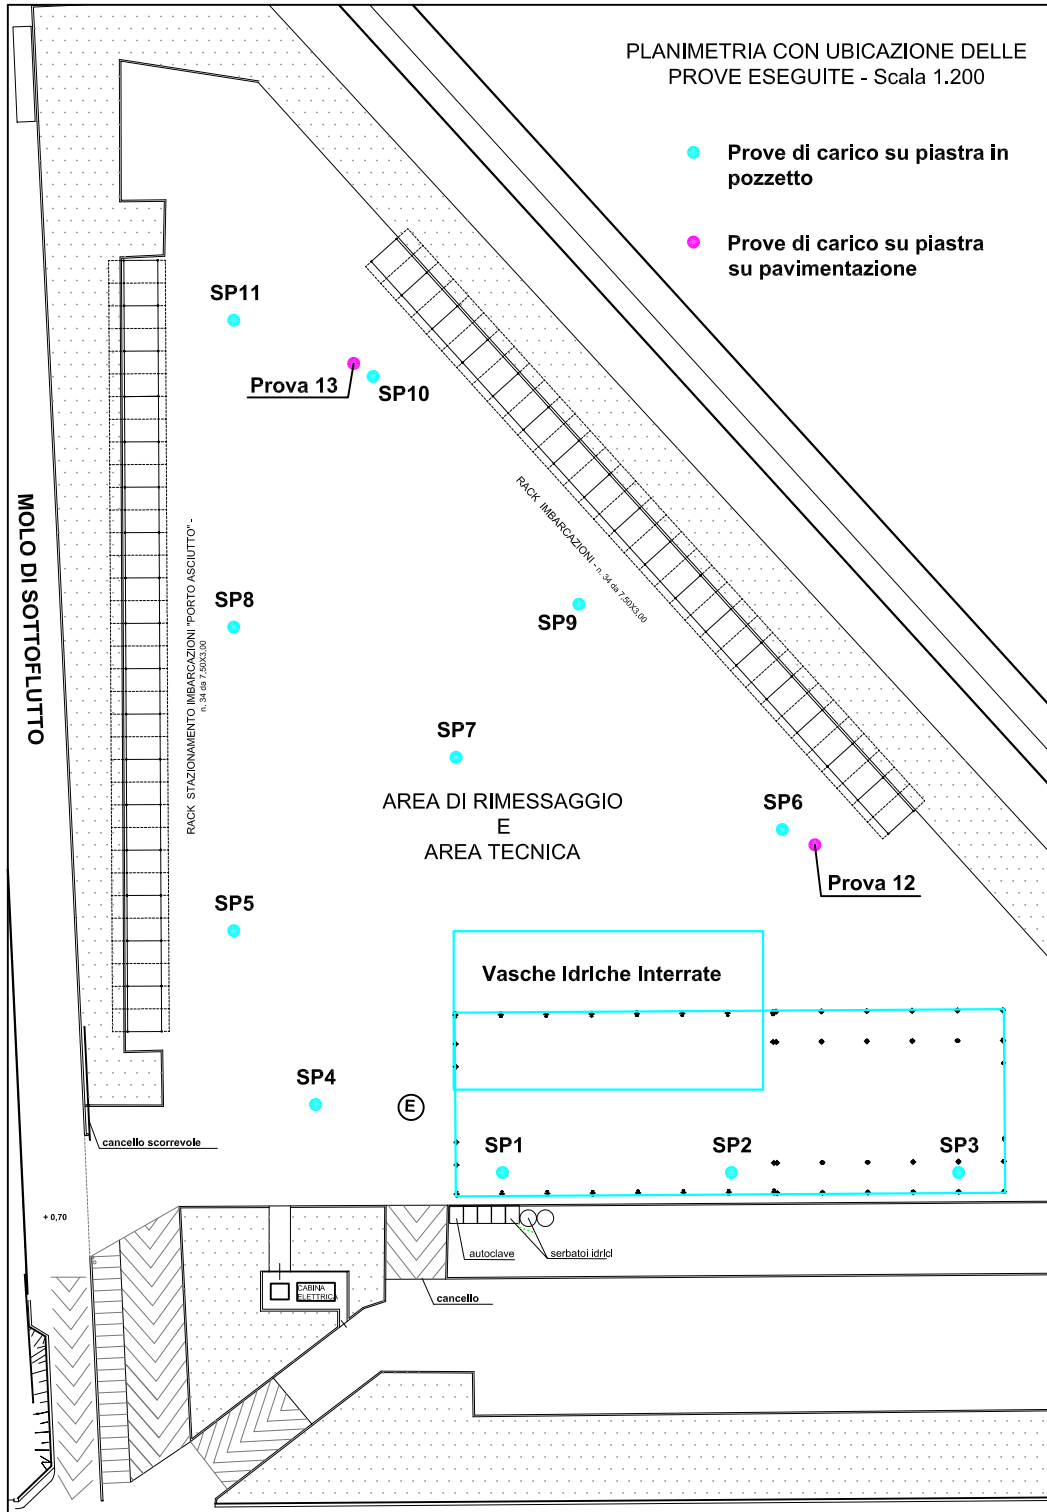 PLANIMETRIA CON UBICAZIONE DELLE
PROVE ESEGUITE - Scala 1.200
Prove di carico su piastra in
pozzetto
Prove di carico su piastra
su pavimentazione
SP11
Prova 13
SP10
RACK IMBARCAZIONI - n. 34 da 7,50X3,00
MOLO DI SOTTOFLUTTO
RACK STAZIONAMENTO IMBARCAZIONI "PORTO ASCIUTTO" -
n. 34 da 7,50X3,00
SP8
SP9
SP7
AREA DI RIMESSAGGIO
E
AREA TECNICA
SP6
Prova 12
SP5
Vasche Idriche Interrate
SP4
E
cancello scorrevole
SP1
SP2
SP3
+ 0,70
autoclave
serbatoi idrici
CABINA
ELETTRICA
cancello